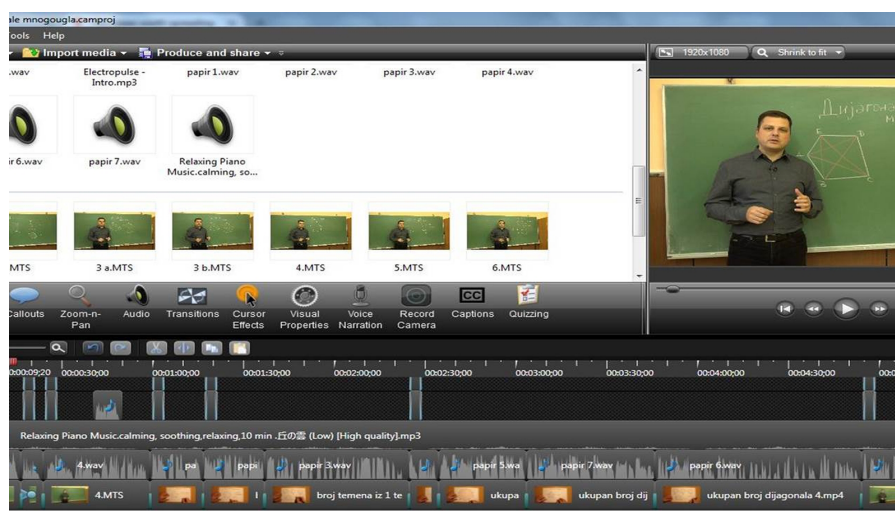 ale mnogougla.camproj
ools Help
Import media Produce and share
1920x1080 Shrink to fit
.wav Electropulse - Intro.mp3 papir 1.wav papir 2.wav papir 3.wav papir 4.wav
ir 6.wav papir 7.wav Relaxing Piano Music.calming, so...
Дијагона
M
E D
A
B C
MTS 3 a.MTS 3 b.MTS 4.MTS 5.MTS 6.MTS
Callouts Zoom-n-Pan Audio Transitions Cursor Effects Visual Properties Voice Narration Record Camera Captions Quizzing
CC
0:00:09;20 00:00:30;00 00:01:00;00 00:01:30;00 00:02:00;00 00:02:30;00 00:03:00;00 00:03:30;00 00:04:00;00 00:04:30;00 00:0
Relaxing Piano Music.calming, soothing,relaxing,10 min .丘の雲 (Low) [High quality].mp3
4.wav pa papi papir 3.wav papir 5.wa papir 7.wav papir 6.wav
4.MTS I broj temena iz 1 te ukupa ukupan broj dij ukupan broj dijagonala 4.mp4